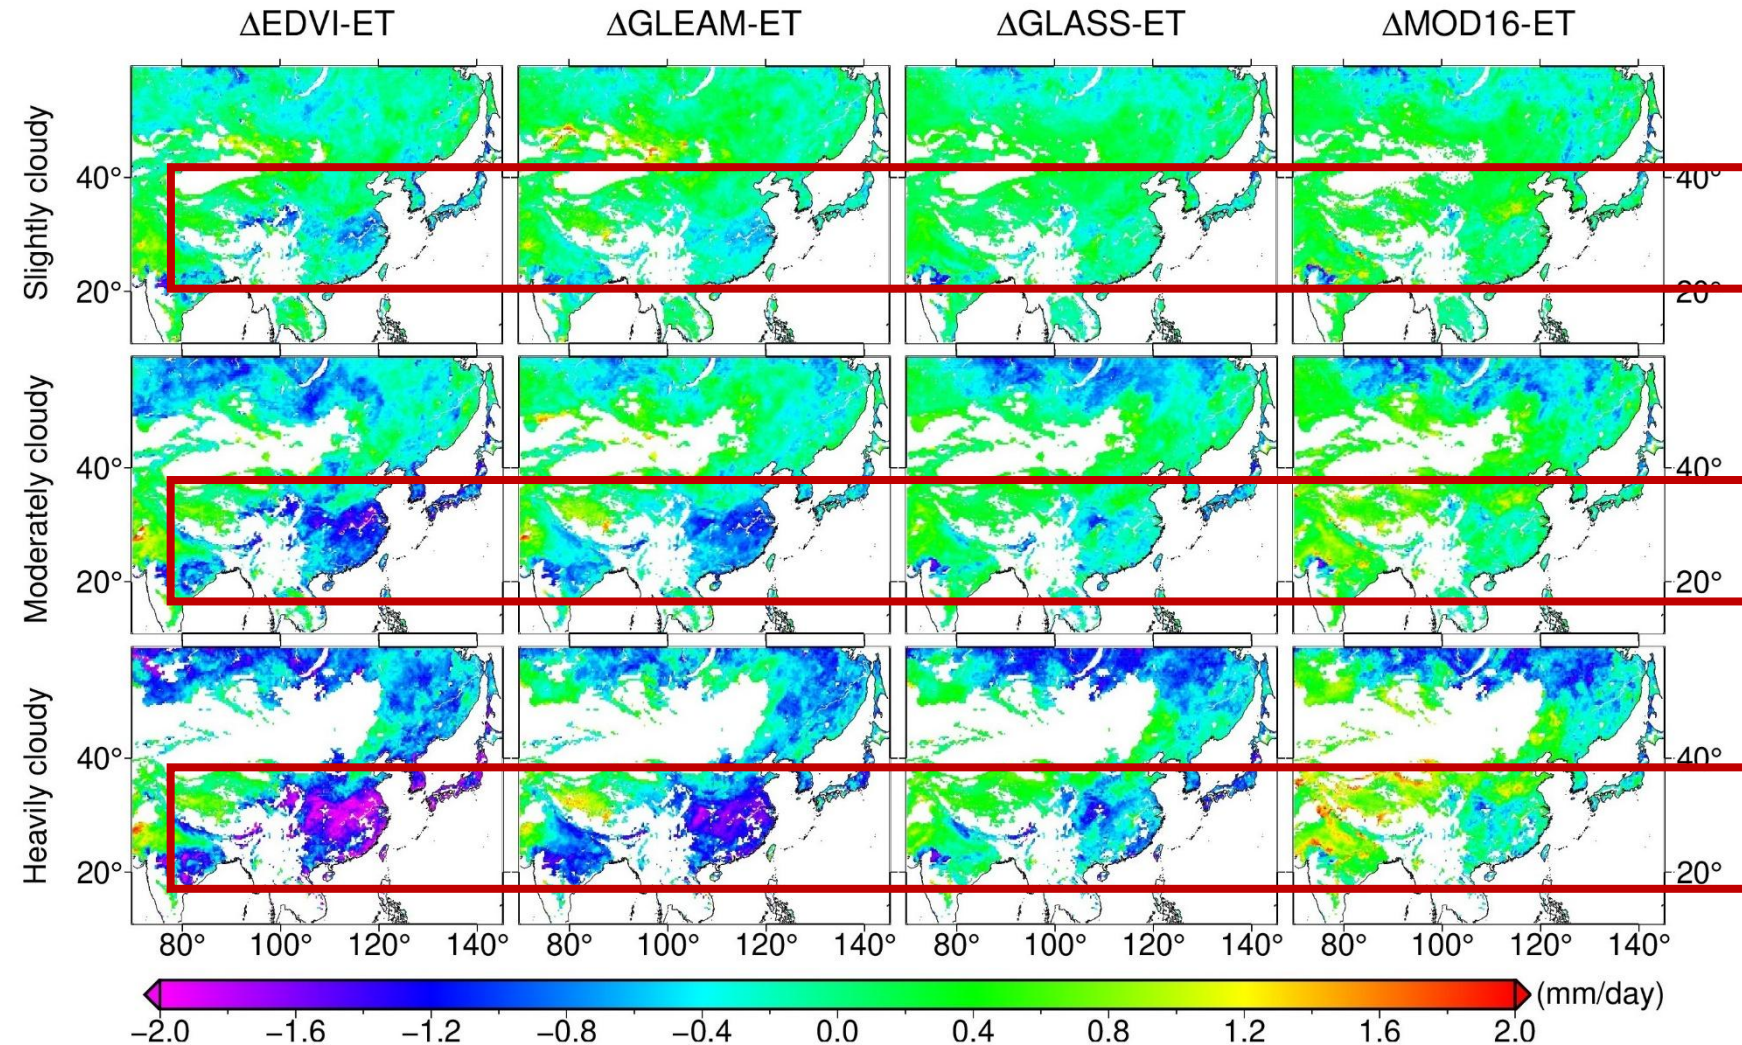 ΔEDVI-ET ΔGLEAM-ET ΔGLASS-ET ΔMOD16-ET
Slightly cloudy
40° 40°
20° 20°
Moderately cloudy
40° 40°
20° 20°
Heavily cloudy
40° 40°
20° 20°
80° 100° 120° 140° 80° 100° 120° 140° 80° 100° 120° 140° 80° 100° 120° 140°
(mm/day)
−2.0 −1.6 −1.2 −0.8 −0.4 0.0 0.4 0.8 1.2 1.6 2.0